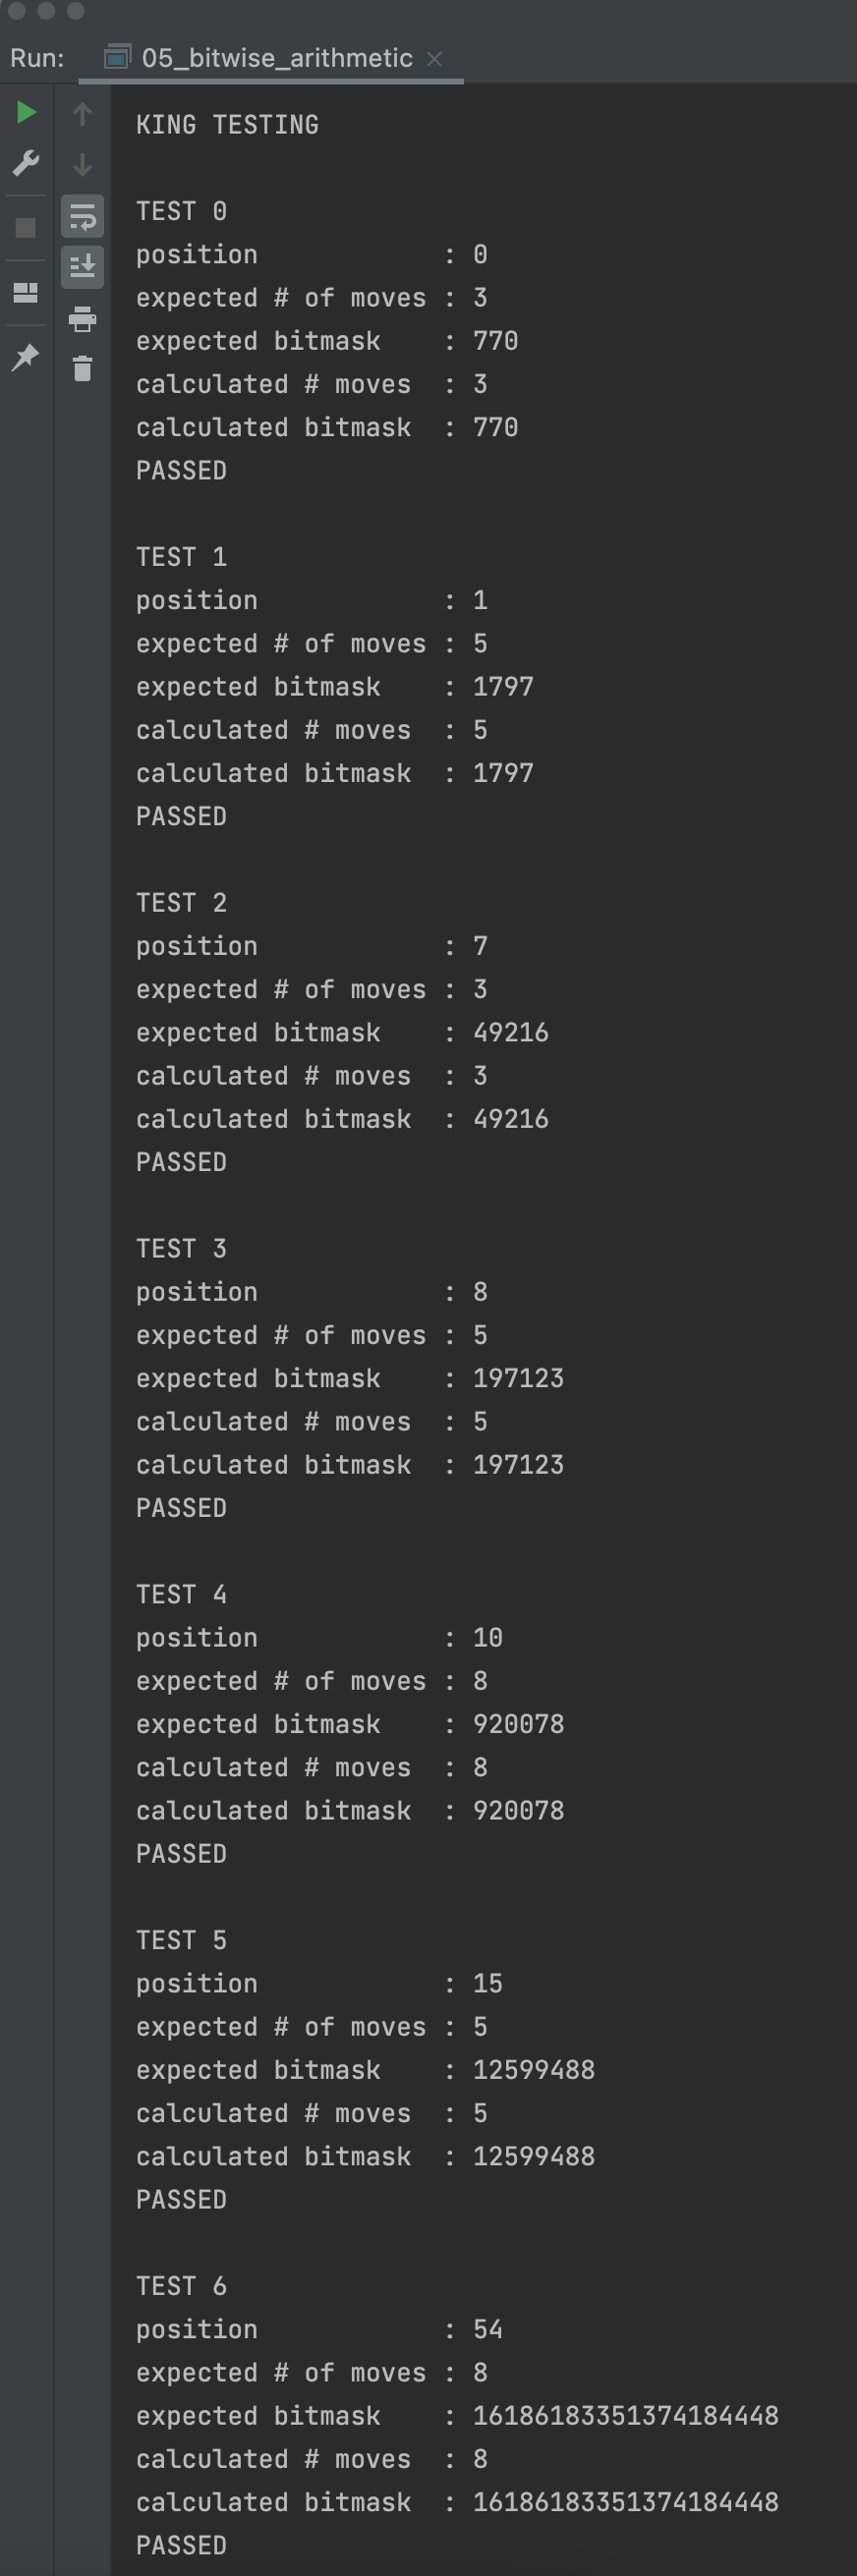 Run: 05_bitwise_arithmetic
KING TESTING
TEST 0
position : 0
expected # of moves : 3
expected bitmask : 770
calculated # moves : 3
calculated bitmask : 770
PASSED
TEST 1
position : 1
expected # of moves : 5
expected bitmask : 1797
calculated # moves : 5
calculated bitmask : 1797
PASSED
TEST 2
position : 7
expected # of moves : 3
expected bitmask : 49216
calculated # moves : 3
calculated bitmask : 49216
PASSED
TEST 3
position : 8
expected # of moves : 5
expected bitmask : 197123
calculated # moves : 5
calculated bitmask : 197123
PASSED
TEST 4
position : 10
expected # of moves : 8
expected bitmask : 920078
calculated # moves : 8
calculated bitmask : 920078
PASSED
TEST 5
position : 15
expected # of moves : 5
expected bitmask : 12599488
calculated # moves : 5
calculated bitmask : 12599488
PASSED
TEST 6
position : 54
expected # of moves : 8
expected bitmask : 16186183351374184448
calculated # moves : 8
calculated bitmask : 16186183351374184448
PASSED